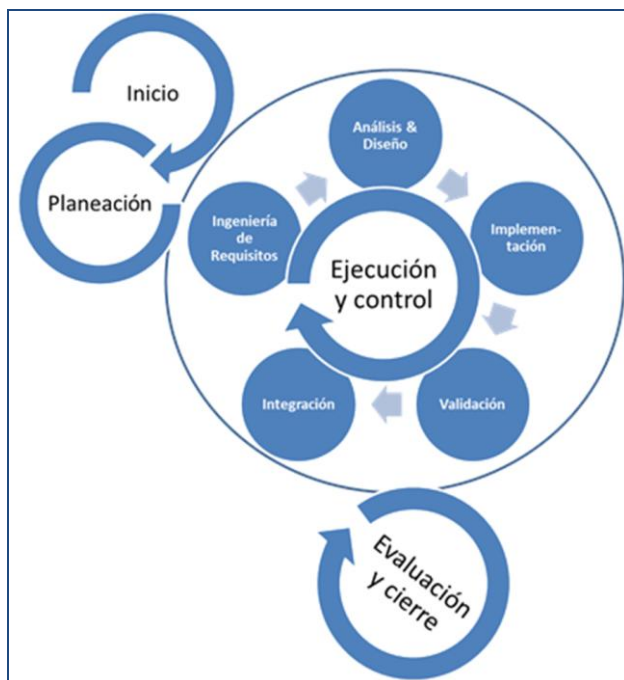 Inicio
Planeación
Análisis &
Diseño
Ingeniería
de
Requisitos
Implemen-
tación
Ejecución
y control
Integración
Validación
Evaluación
y cierre